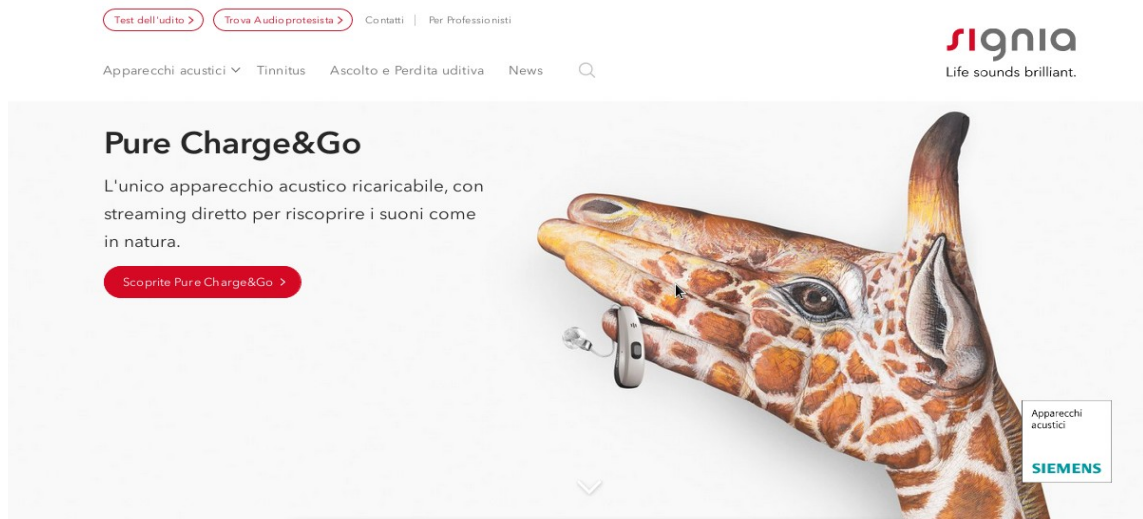 Test dell'udito
Trova Audioprotesista
Contatti
Per Professionisti
signia
Life sounds brilliant.
Apparecchi acustici
Tinnitus
Ascolto e Perdita uditiva
News
Pure Charge&Go
L'unico apparecchio acustico ricaricabile, con
streaming diretto per riscoprire i suoni come
in natura.
Scoprite Pure Charge&Go
Apparecchi
acustici
SIEMENS